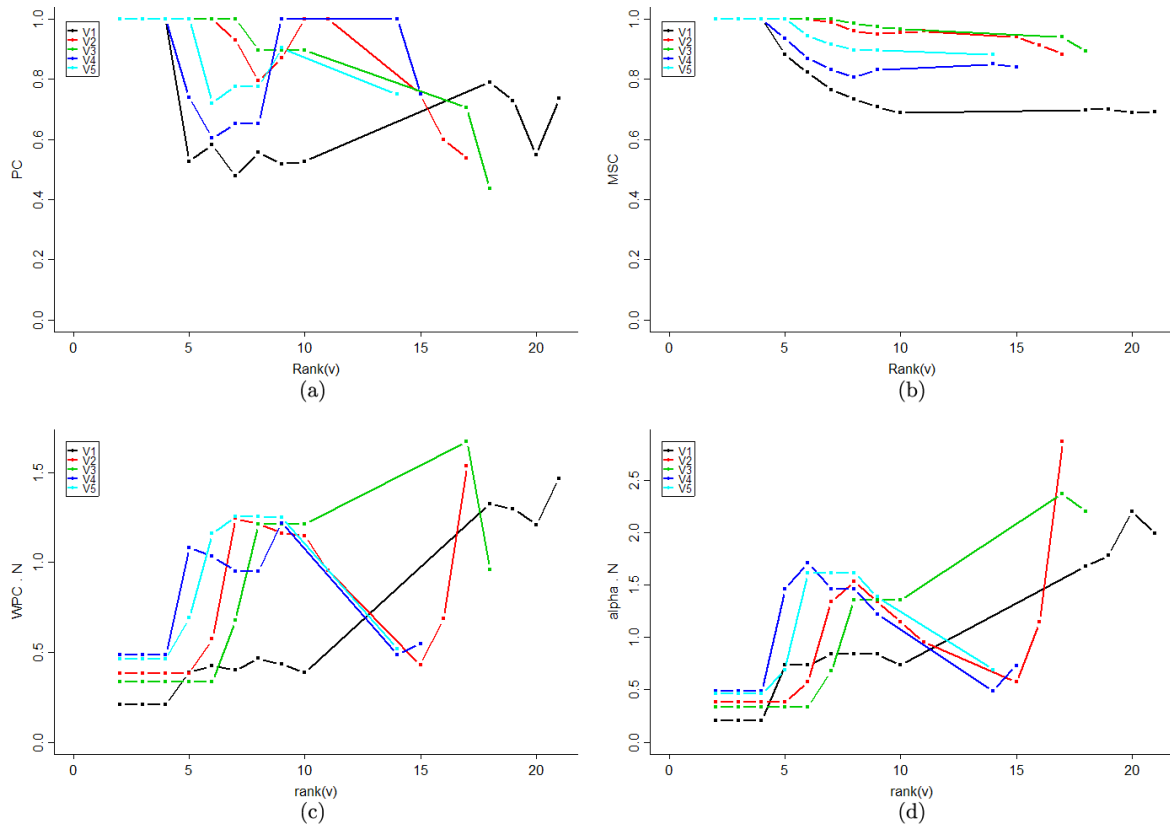 V1
V2
V3
V4
V5
PC
0.0 0.2 0.4 0.6 0.8 1.0
0 5 10 15 20
Rank(v)
(a)
V1
V2
V3
V4
V5
MSC
0.0 0.2 0.4 0.6 0.8 1.0
0 5 10 15 20
Rank(v)
(b)
V1
V2
V3
V4
V5
WPC . N
0.0 0.5 1.0 1.5
0 5 10 15 20
rank(v)
(c)
V1
V2
V3
V4
V5
alpha . N
0.0 0.5 1.0 1.5 2.0 2.5
0 5 10 15 20
rank(v)
(d)